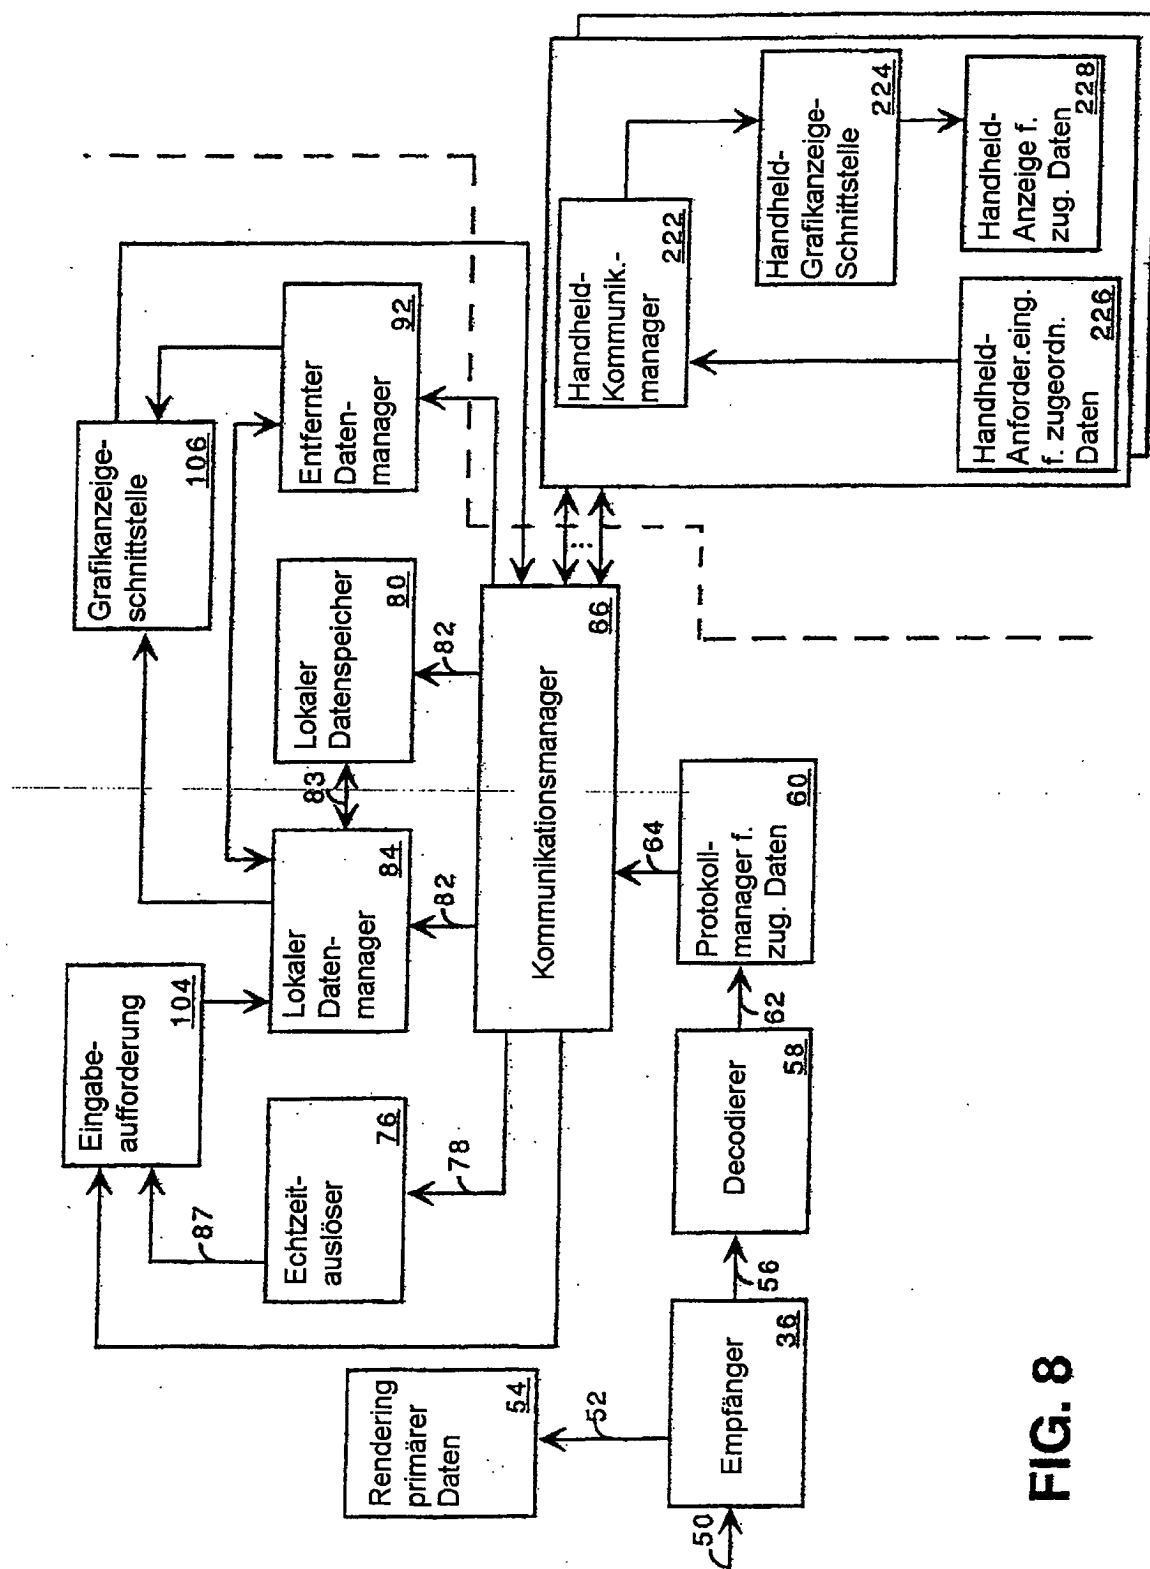 Eingabe-
aufforderung
104
Grafikanzeige-
schnittstelle
106
87
Echtzeit-
auslöser
76
Lokaler
Daten-
manager
84
83
Lokaler
Datenspeicher
80
Entfernter
Daten-
manager
92
78
82
82
Rendering
primärer
Daten
54
52
Kommunikationsmanager
66
64
50
Empfänger
36
56
Decodierer
58
62
Protokoll-
manager f.
zug. Daten
60
Handheld-
Kommunik.-
manager
222
Handheld-
Grafikanzeige-
Schnittstelle
224
Handheld-
Anforder.eing.
f. zugeordn.
Daten
226
Handheld-
Anzeige f.
zug. Daten
228
FIG. 8